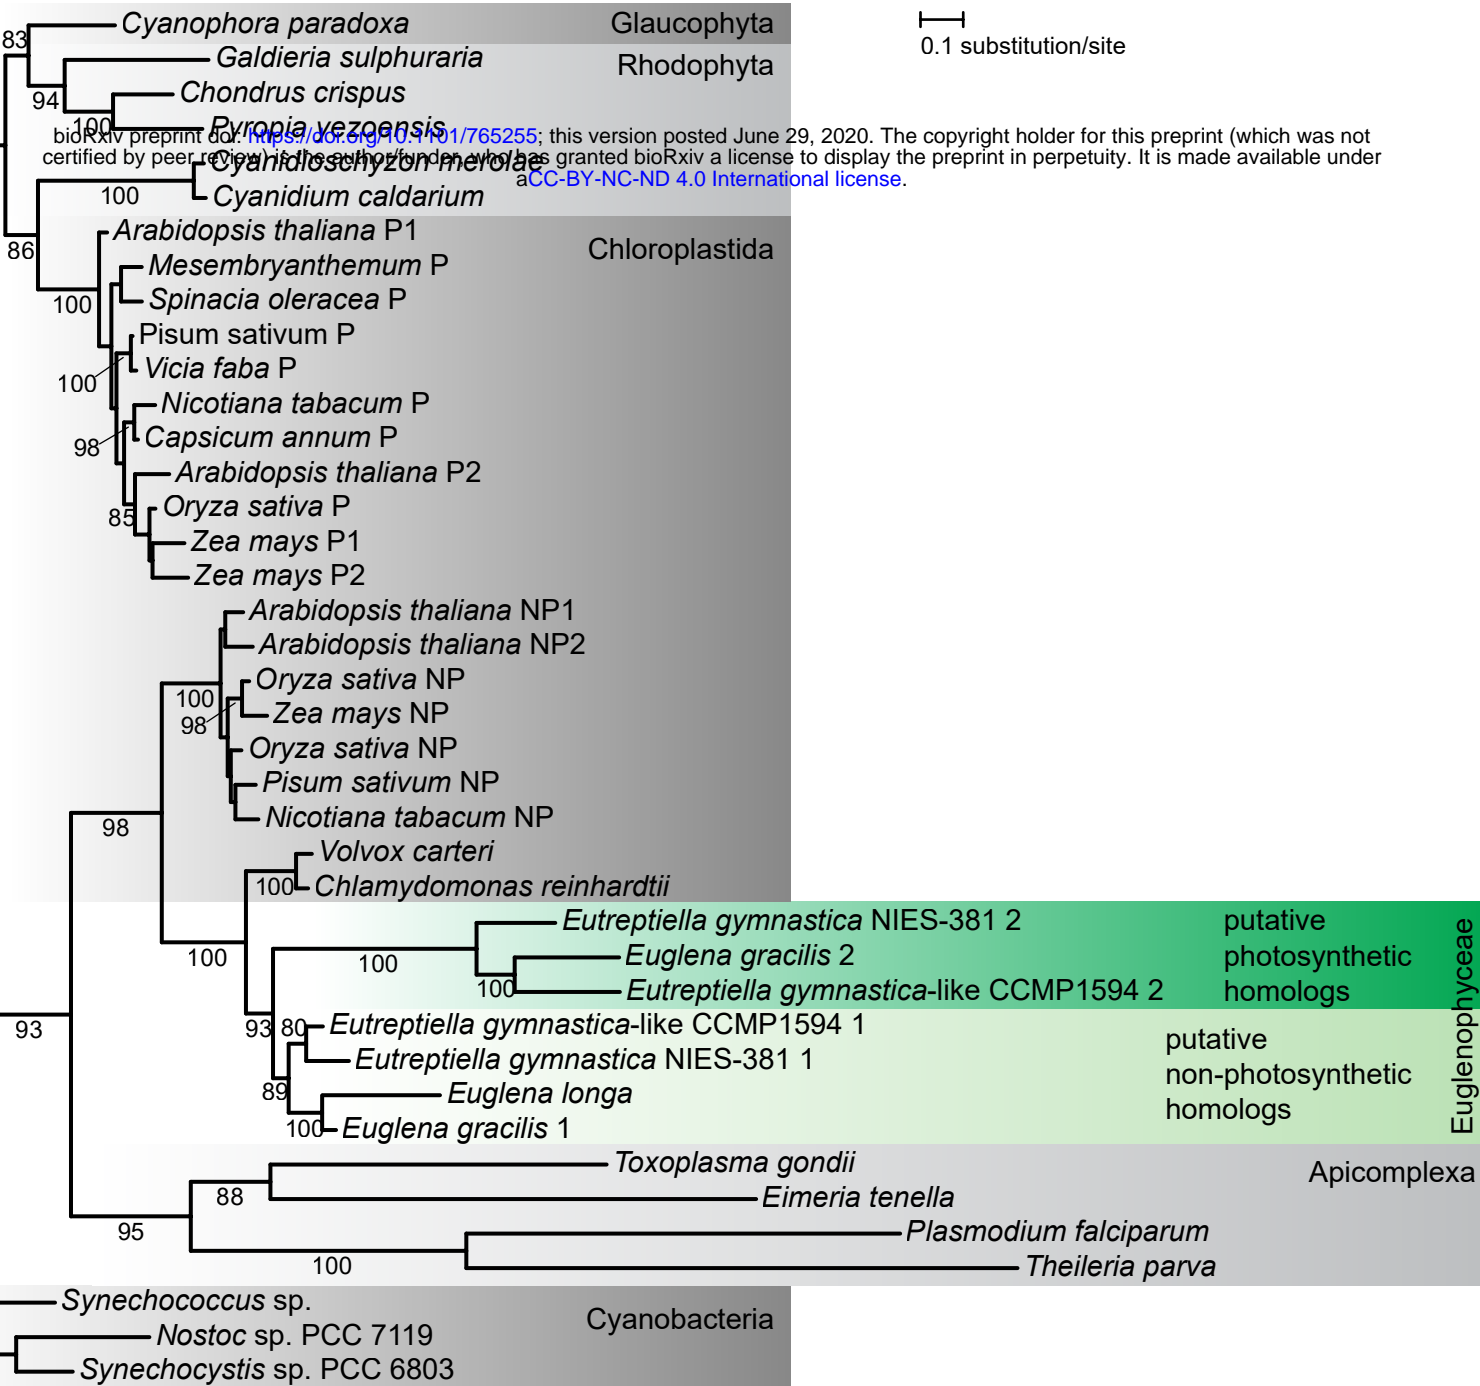 83
Cyanophora paradoxa
Glaucophyta
0.1 substitution/site
Galdieria sulphuraria
Rhodophyta
94
Chondrus crispus
100
Pyropia yezoensis
bioRxiv preprint doi: https://doi.org/10.1101/765255; this version posted June 29, 2020. The copyright holder for this preprint (which was not
certified by peer review) is the author/funder, who has granted bioRxiv a license to display the preprint in perpetuity. It is made available under
aCC-BY-NC-ND 4.0 International license.
Cyanidioschyzon merolae
100
Cyanidium caldarium
86
Arabidopsis thaliana P1
Chloroplastida
Mesembryanthemum P
100
Spinacia oleracea P
Pisum sativum P
100
Vicia faba P
Nicotiana tabacum P
98
Capsicum annum P
Arabidopsis thaliana P2
85
Oryza sativa P
Zea mays P1
Zea mays P2
Arabidopsis thaliana NP1
Arabidopsis thaliana NP2
100
Oryza sativa NP
98
Zea mays NP
Oryza sativa NP
Pisum sativum NP
Nicotiana tabacum NP
98
Volvox carteri
100
Chlamydomonas reinhardtii
Eutreptiella gymnastica NIES-381 2
putative
100
100
Euglena gracilis 2
photosynthetic
100
Eutreptiella gymnastica-like CCMP1594 2
homologs
Euglenophyceae
93
93
80
Eutreptiella gymnastica-like CCMP1594 1
putative
Eutreptiella gymnastica NIES-381 1
non-photosynthetic
89
Euglena longa
homologs
100
Euglena gracilis 1
Toxoplasma gondii
Apicomplexa
88
Eimeria tenella
95
Plasmodium falciparum
100
Theileria parva
Synechococcus sp.
Cyanobacteria
Nostoc sp. PCC 7119
Synechocystis sp. PCC 6803